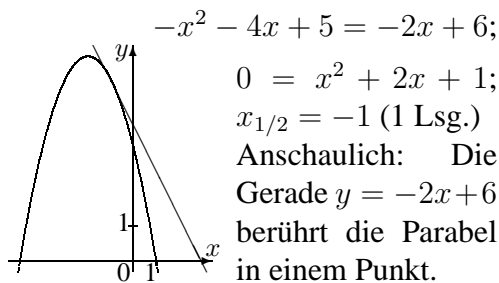 −x² − 4x + 5 = −2x + 6;
0 = x² + 2x + 1;
x₁/₂ = −1 (1 Lsg.)
Anschaulich: Die
Gerade y = −2x+6
berührt die Parabel
in einem Punkt.
y
1
x
0 1